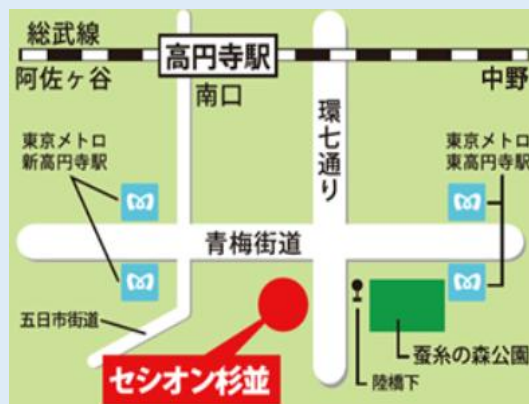 総武線
高円寺駅
阿佐ヶ谷
中野
南口
環七通り
東京メトロ
新高円寺駅
東京メトロ
東高円寺駅
青梅街道
五日市街道
セシオン杉並
陸橋下
蚕糸の森公園